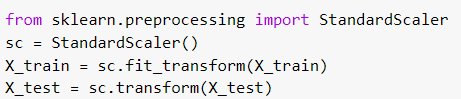 from sklearn.preprocessing import StandardScaler
sc = StandardScaler()
X_train = sc.fit_transform(X_train)
X_test = sc.transform(X_test)